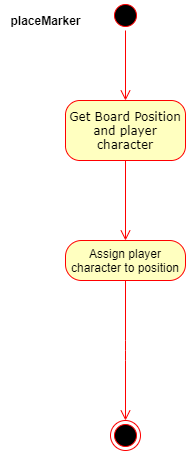 placeMarker
Get Board Position
and player
character
Assign player
character to position